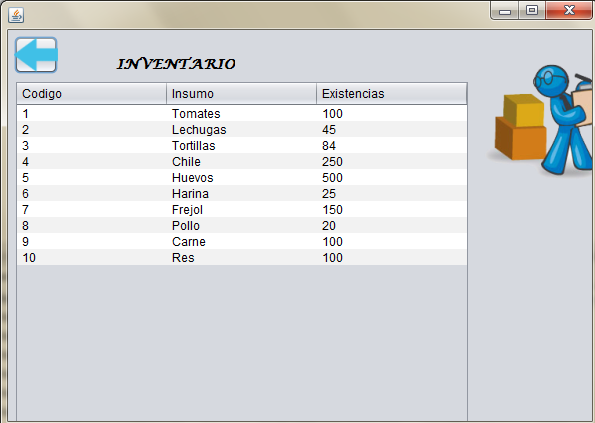 INVENTARIO
Codigo Insumo Existencias
1 Tomates 100
2 Lechugas 45
3 Tortillas 84
4 Chile 250
5 Huevos 500
6 Harina 25
7 Frejol 150
8 Pollo 20
9 Carne 100
10 Res 100